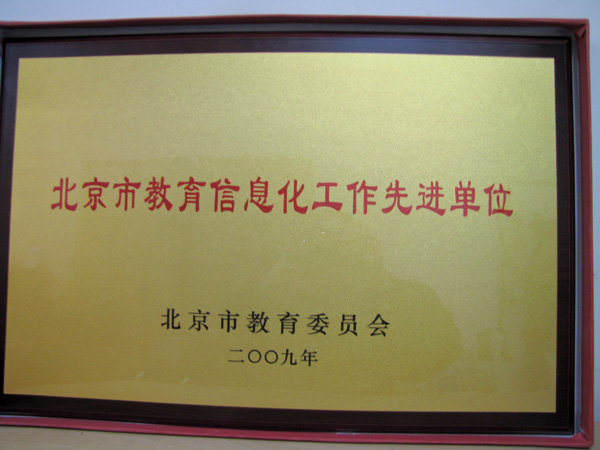 北京市教育信息化工作先进单位
北京市教育委员会
二〇〇九年